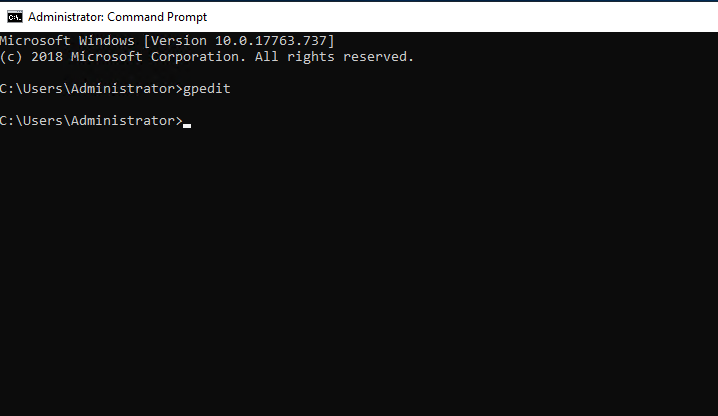 Administrator: Command Prompt
Microsoft Windows [Version 10.0.17763.737]
(c) 2018 Microsoft Corporation. All rights reserved.
C:\Users\Administrator>gpedit
C:\Users\Administrator>